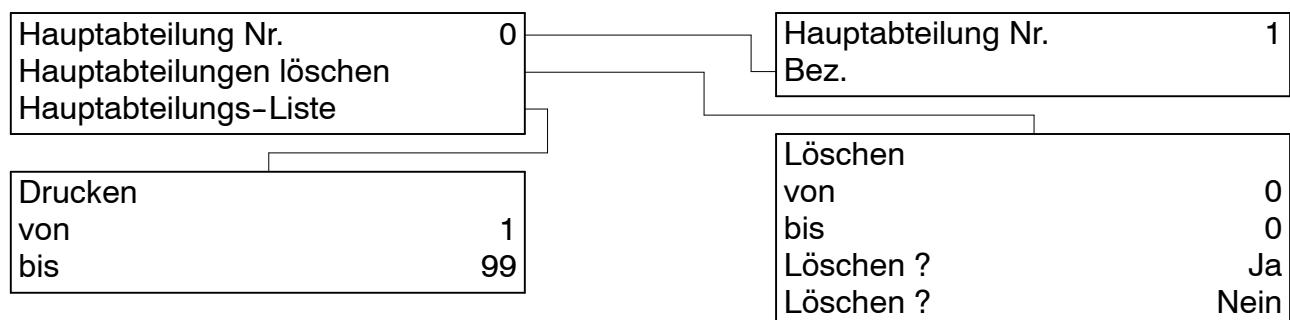 Hauptabteilung Nr. 0
Hauptabteilungen löschen
Hauptabteilungs-Liste
Hauptabteilung Nr. 1
Bez.
Drucken
von 1
bis 99
Löschen
von 0
bis 0
Löschen ? Ja
Löschen ? Nein